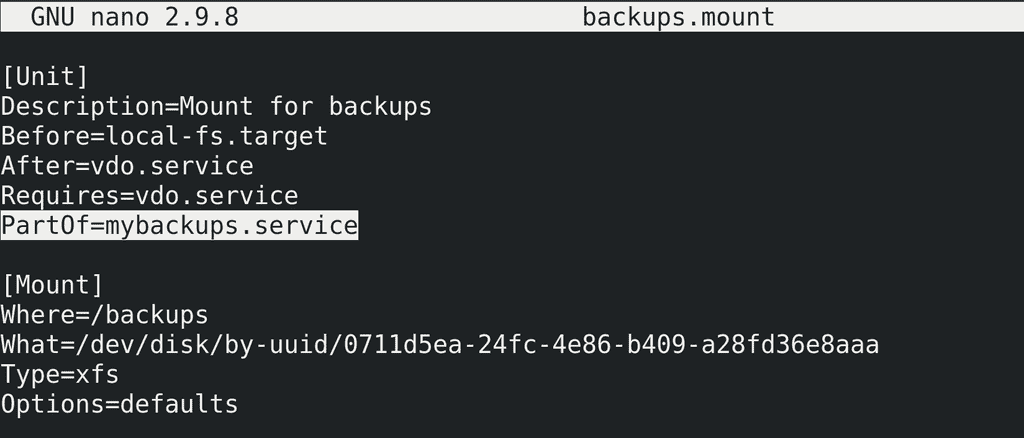 GNU nano 2.9.8 backups.mount
[Unit]
Description=Mount for backups
Before=local-fs.target
After=vdo.service
Requires=vdo.service
PartOf=mybackups.service
[Mount]
Where=/backups
What=/dev/disk/by-uuid/0711d5ea-24fc-4e86-b409-a28fd36e8aaa
Type=xfs
Options=defaults